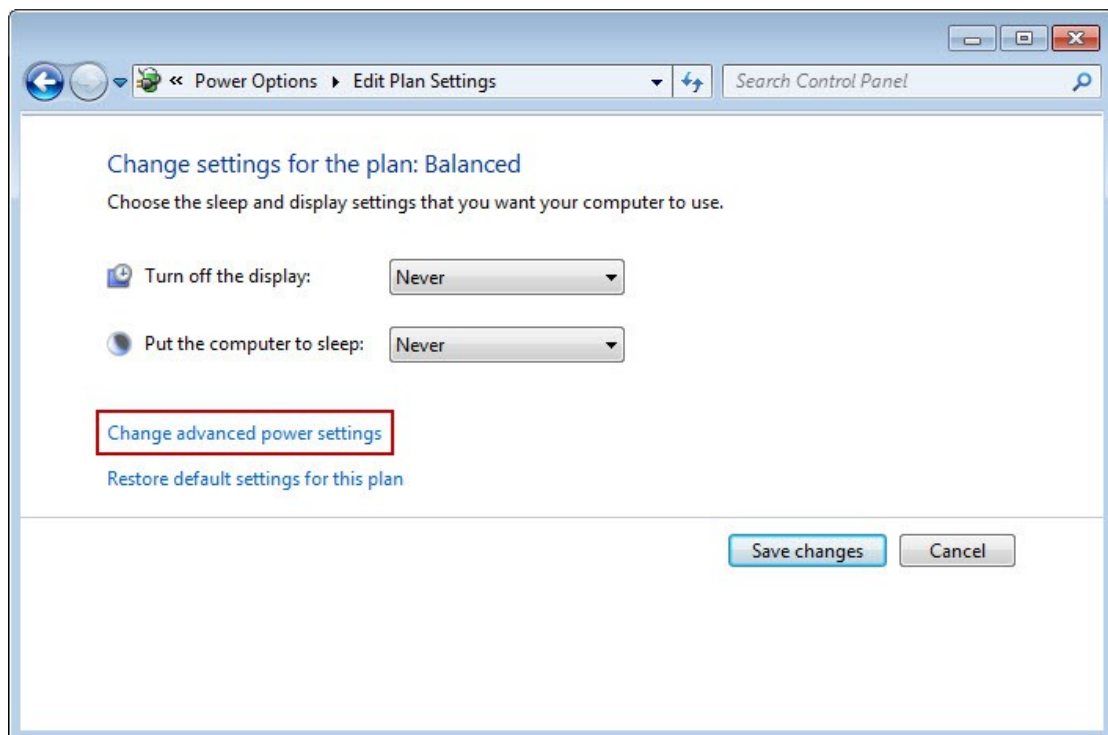 « Power Options ▸ Edit Plan Settings
Search Control Panel
Change settings for the plan: Balanced
Choose the sleep and display settings that you want your computer to use.
Turn off the display: Never
Put the computer to sleep: Never
Change advanced power settings
Restore default settings for this plan
Save changes Cancel